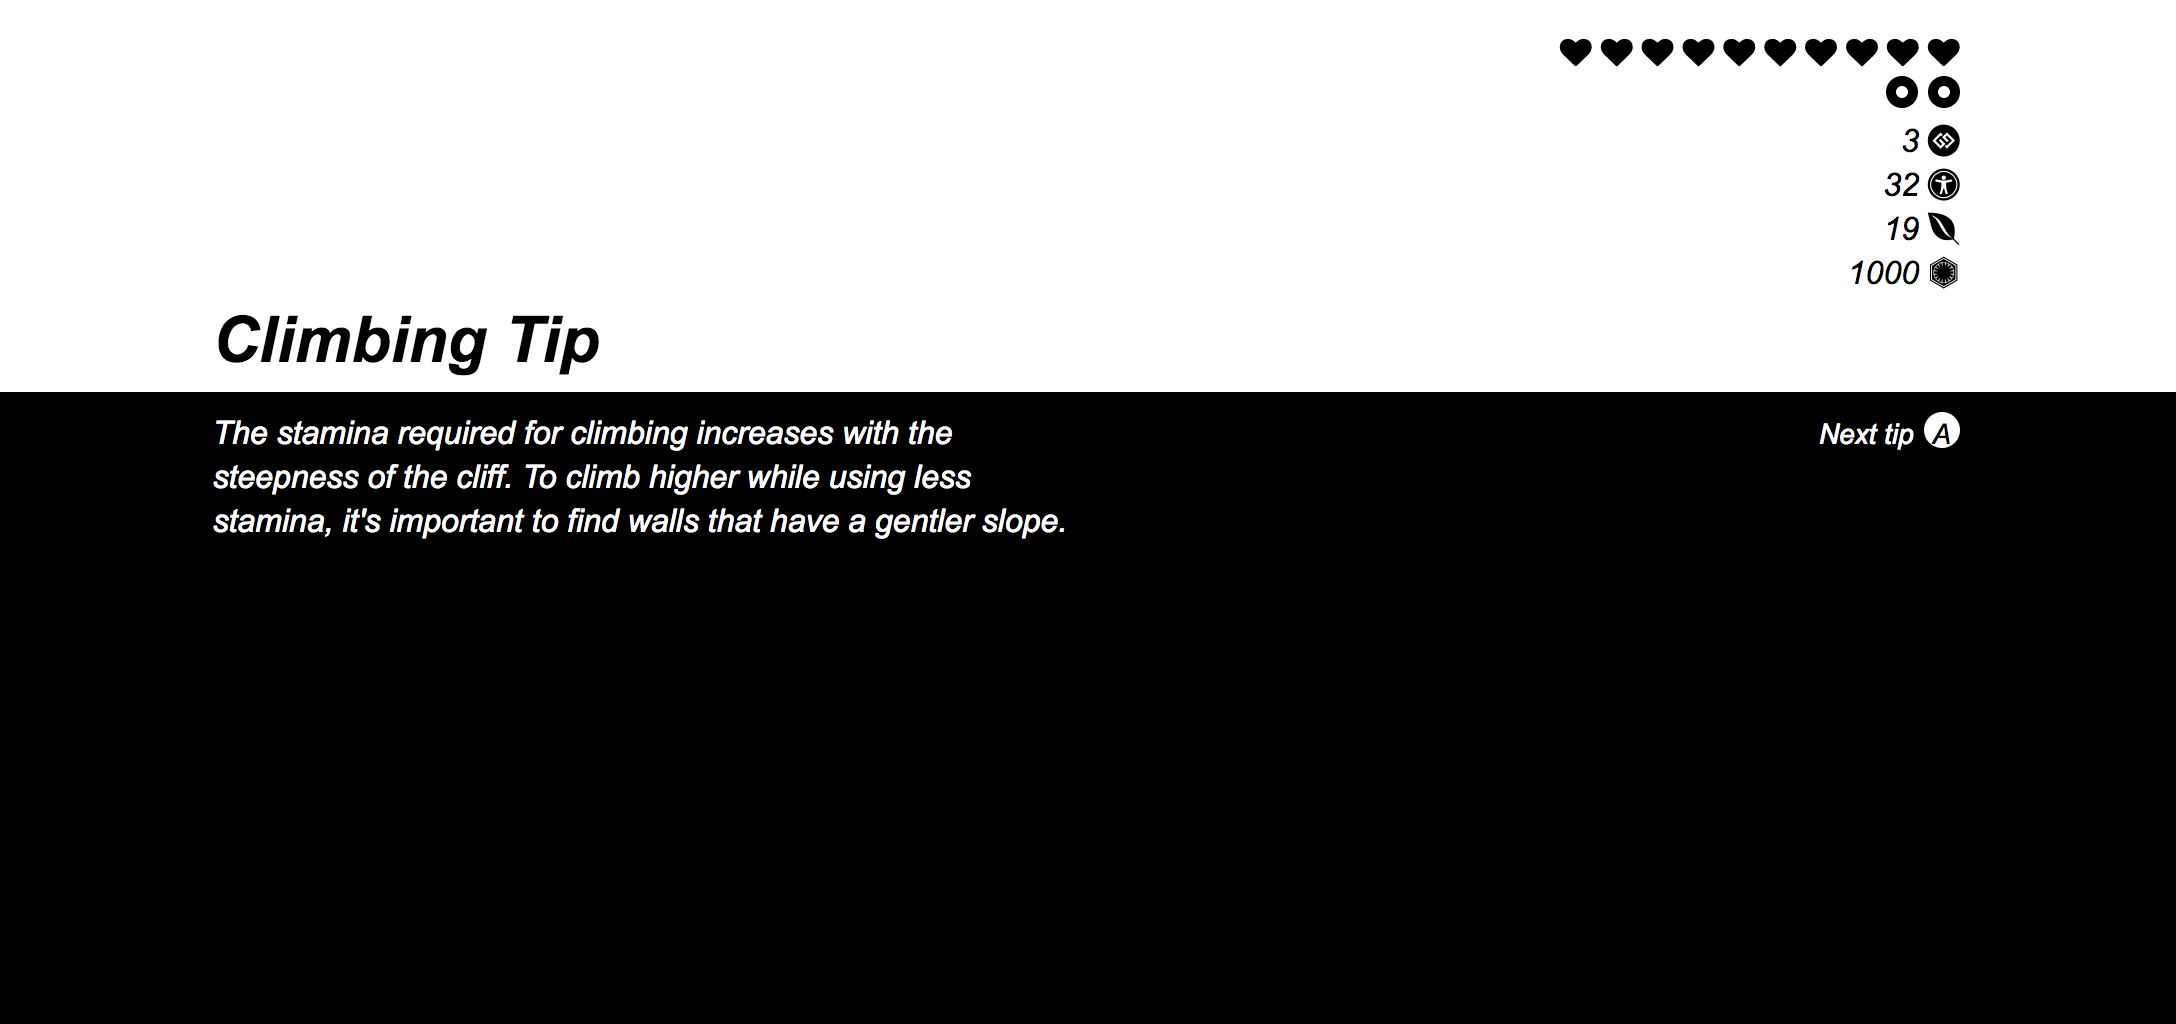 3
32
19
1000
Climbing Tip
The stamina required for climbing increases with the
steepness of the cliff. To climb higher while using less
stamina, it's important to find walls that have a gentler slope.
Next tip A